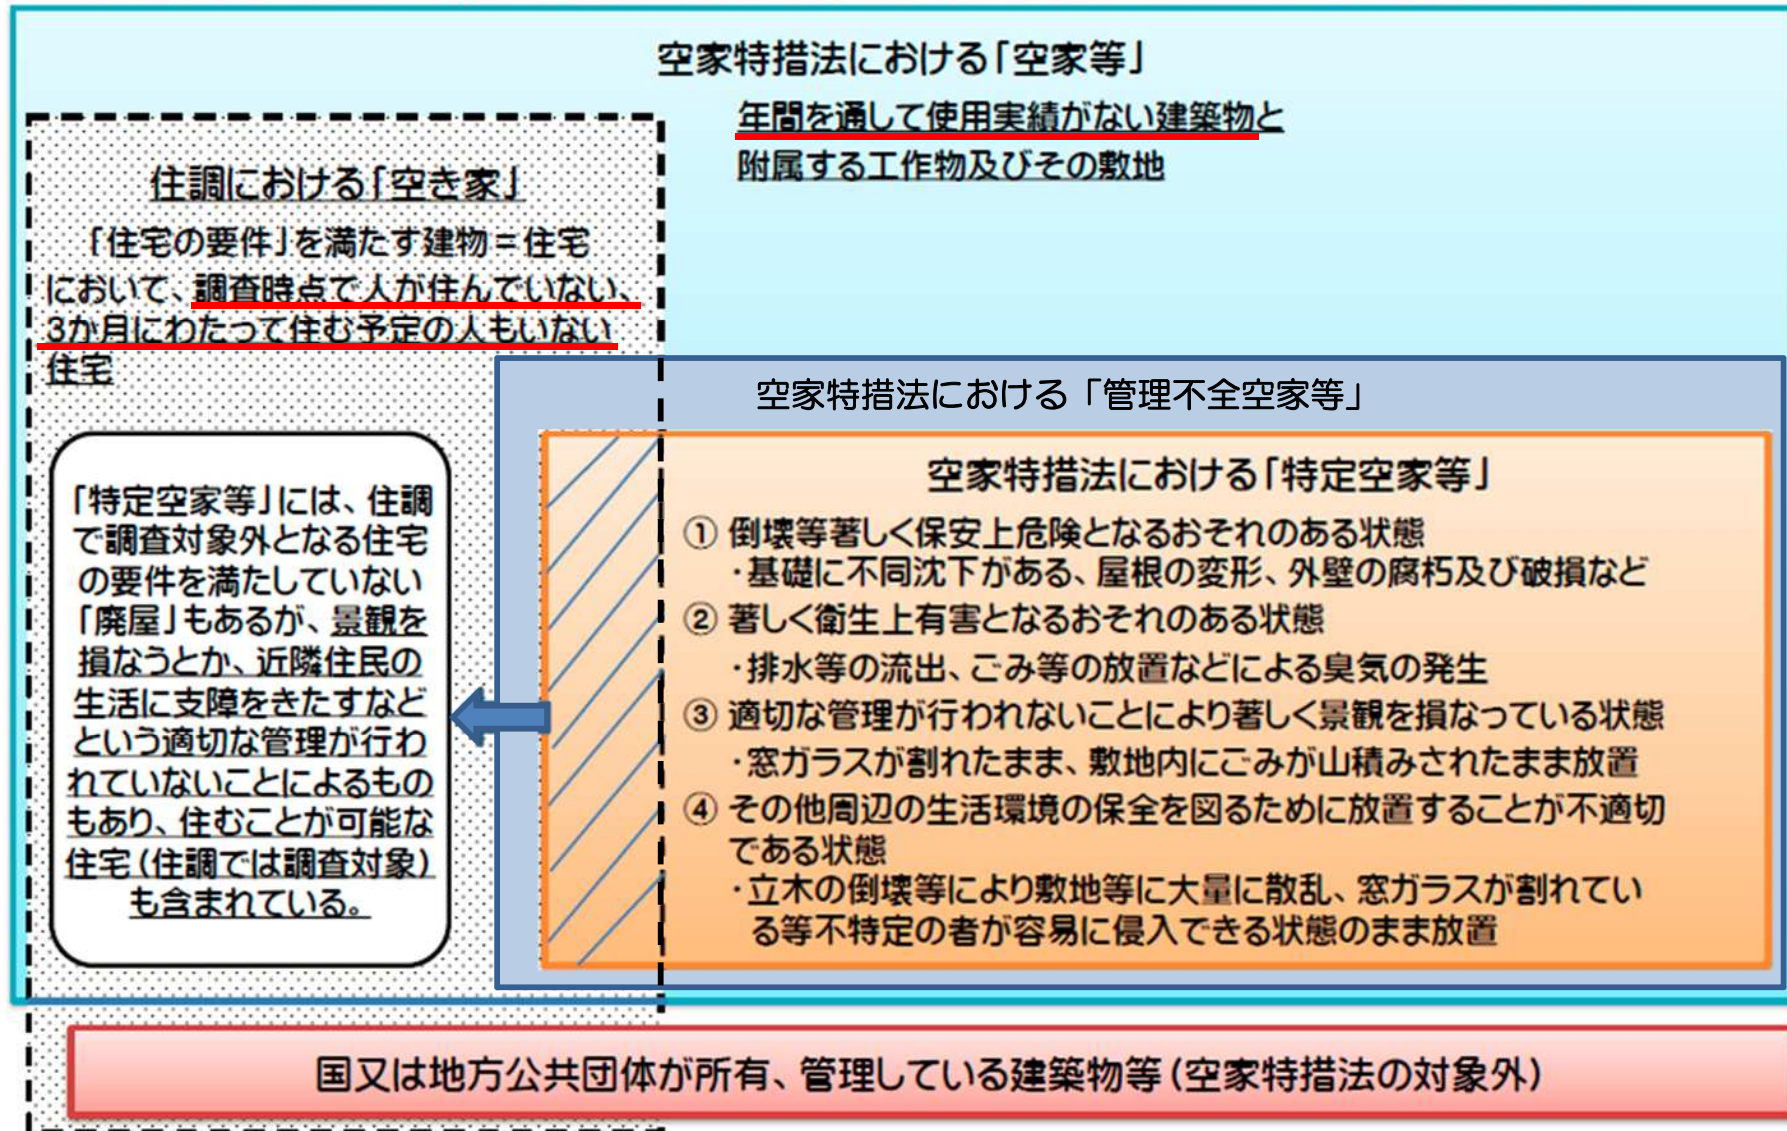 空家特措法における「空家等」
年間を通して使用実績がない建築物と
附属する工作物及びその敷地
住調における「空き家」
「住宅の要件」を満たす建物＝住宅
において、調査時点で人が住んでいない、
3か月にわたって住む予定の人もいない
住宅
「特定空家等」には、住調
で調査対象外となる住宅
の要件を満たしていない
「廃屋」もあるが、景観を
損なうとか、近隣住民の
生活に支障をきたすなど
という適切な管理が行わ
れていないことによるもの
もあり、住むことが可能な
住宅（住調では調査対象）
も含まれている。
空家特措法における「管理不全空家等」
空家特措法における「特定空家等」
① 倒壊等著しく保安上危険となるおそれのある状態
・基礎に不同沈下がある、屋根の変形、外壁の腐朽及び破損など
② 著しく衛生上有害となるおそれのある状態
・排水等の流出、ごみ等の放置などによる臭気の発生
③ 適切な管理が行われないことにより著しく景観を損なっている状態
・窓ガラスが割れたまま、敷地内にごみが山積みされたまま放置
④ その他周辺の生活環境の保全を図るために放置することが不適切
である状態
・立木の倒壊等により敷地等に大量に散乱、窓ガラスが割れてい
る等不特定の者が容易に侵入できる状態のまま放置
国又は地方公共団体が所有、管理している建築物等（空家特措法の対象外）